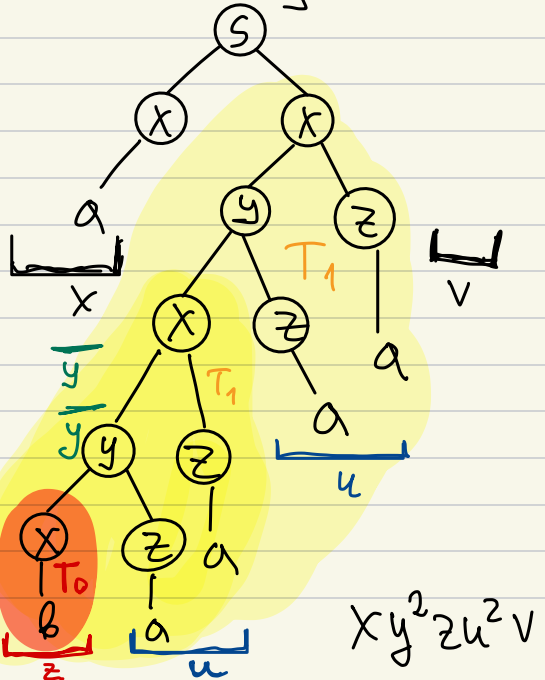 S
X X
a y z
T₁
x v
X z a
y̅ T₁ a
y̅ y z u
X z a
T₀
b a
z u
xy²zu²v